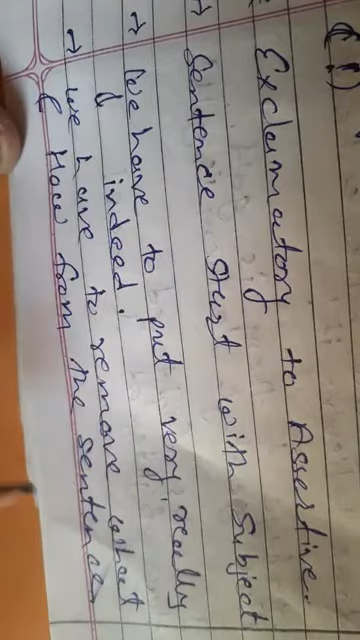 (!)
Exclamatory to Assertive.
→ Sentence Start with Subject
→ We have to put very, really
& indeed.
→ We have to remove what
& How from the sentence.